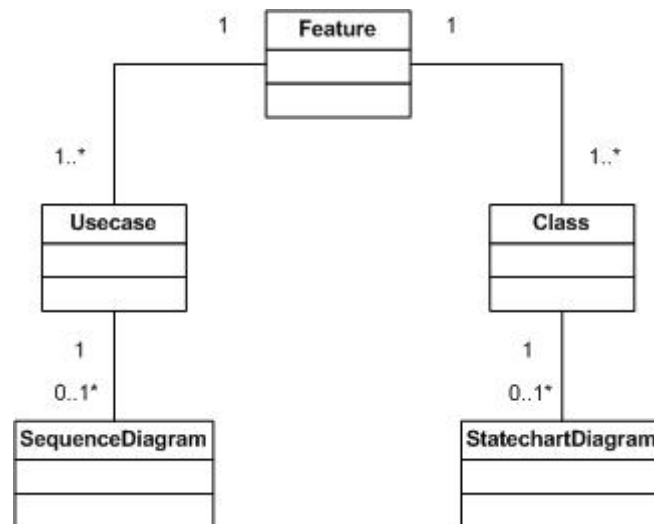 1 Feature 1
1..* 1..*
Usecase Class
1 1
0..1* 0..1*
SequenceDiagram StatechartDiagram